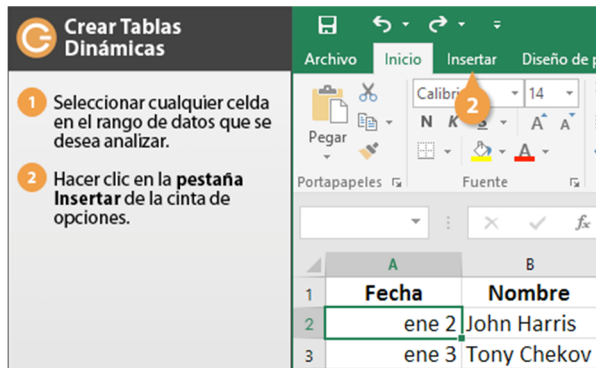 Crear Tablas
Dinámicas
1 Seleccionar cualquier celda
en el rango de datos que se
desea analizar.
2 Hacer clic en la pestaña
Insertar de la cinta de
opciones.
Archivo Inicio Insertar Diseño de
2
Pegar
Calibri 14
N K S A A
A
Portapapeles Fuente
fx
A B
1 Fecha Nombre
2 ene 2 John Harris
3 ene 3 Tony Chekov